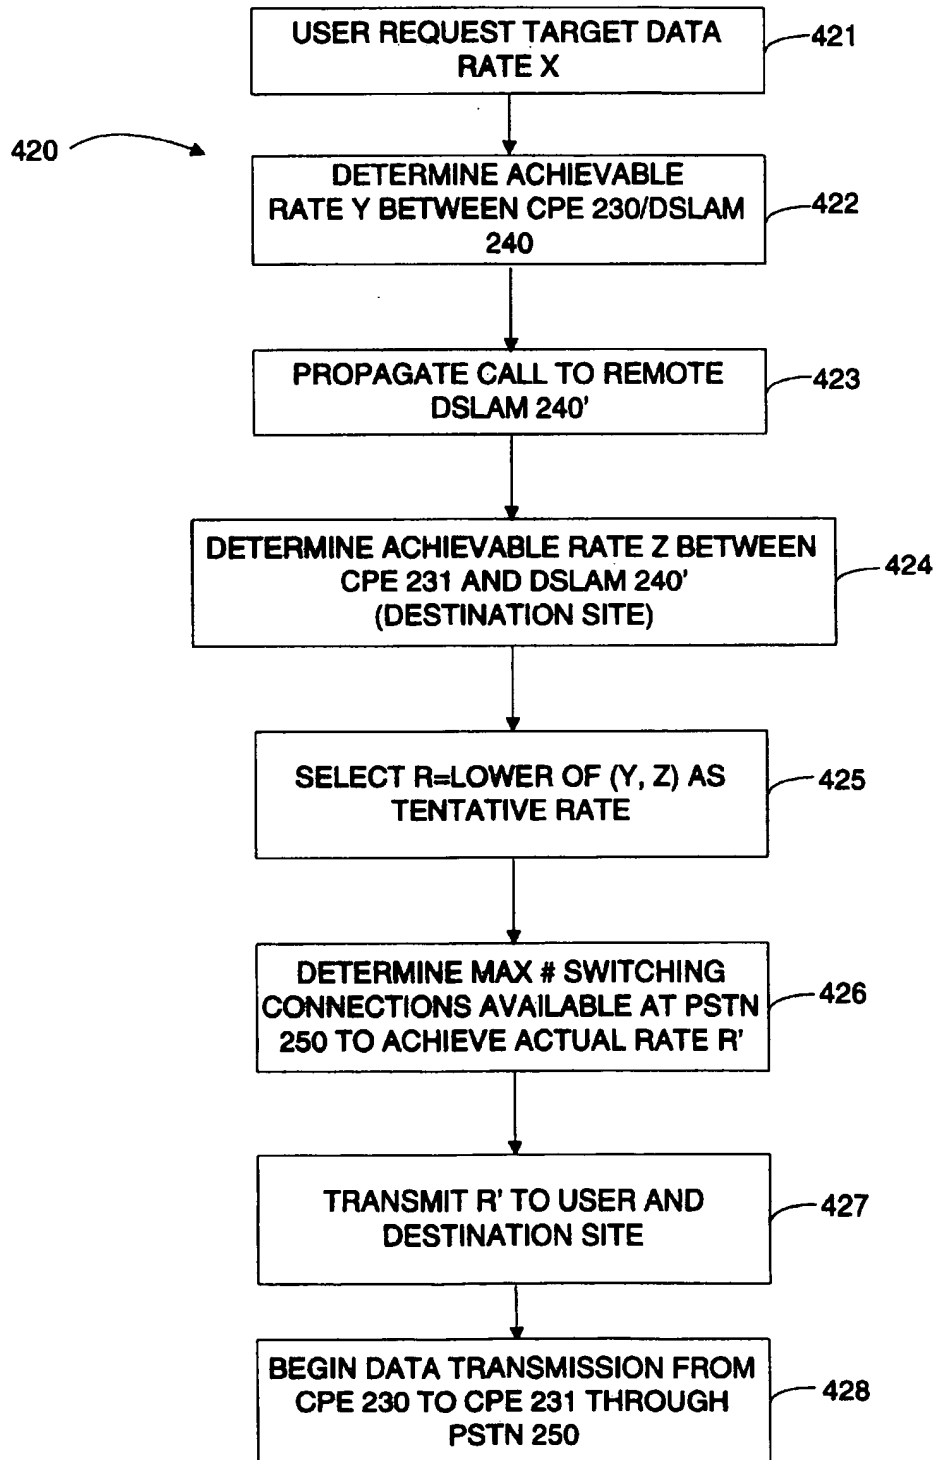 USER REQUEST TARGET DATA
RATE X
421
420
DETERMINE ACHIEVABLE
RATE Y BETWEEN CPE 230/DSLAM
240
422
PROPAGATE CALL TO REMOTE
DSLAM 240'
423
DETERMINE ACHIEVABLE RATE Z BETWEEN
CPE 231 AND DSLAM 240'
(DESTINATION SITE)
424
SELECT R=LOWER OF (Y, Z) AS
TENTATIVE RATE
425
DETERMINE MAX # SWITCHING
CONNECTIONS AVAILABLE AT PSTN
250 TO ACHIEVE ACTUAL RATE R'
426
TRANSMIT R' TO USER AND
DESTINATION SITE
427
BEGIN DATA TRANSMISSION FROM
CPE 230 TO CPE 231 THROUGH
PSTN 250
428